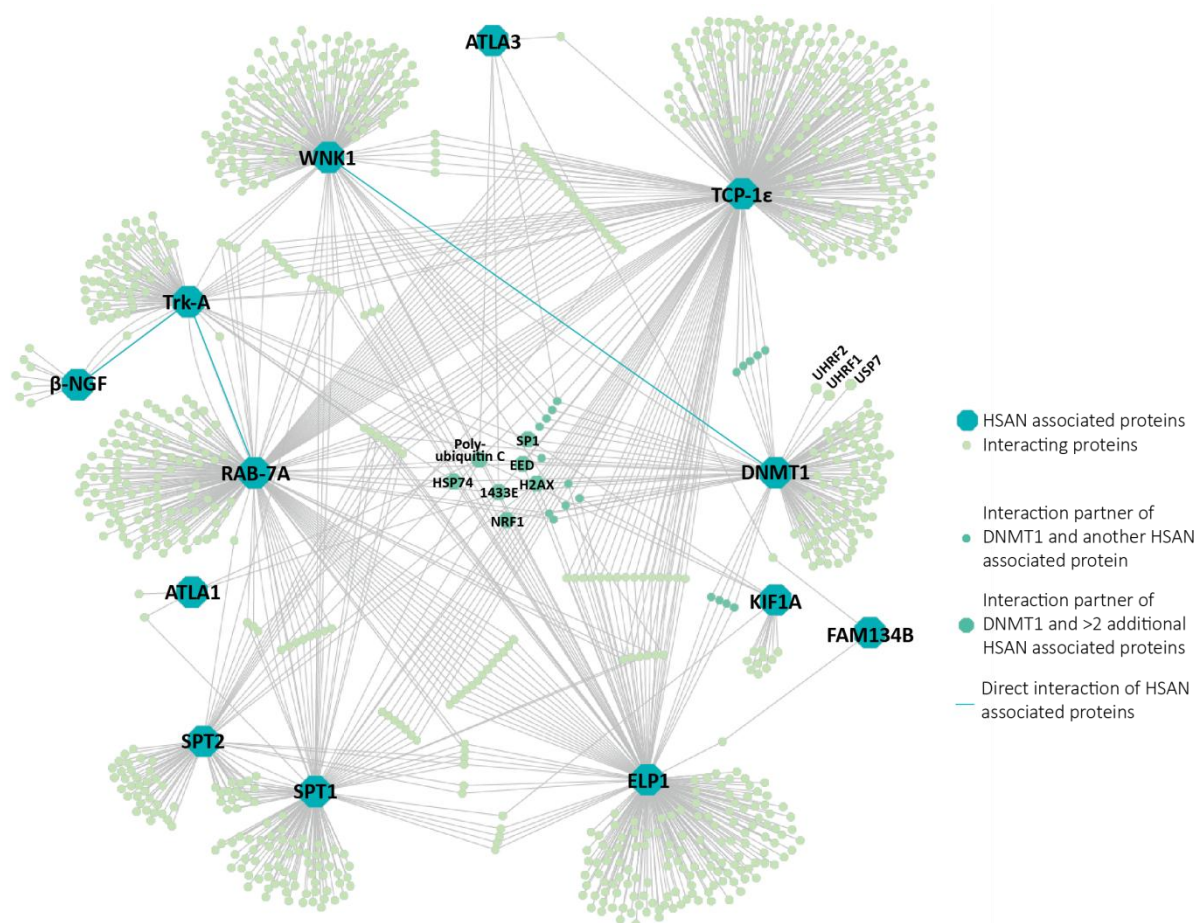 ATLA3
WNK1
TCP-1ε
Trk-A
β-NGF
UHRF2
UHRF1
USP7
SP1
Poly-
ubiquitin C
EED
HSP74
H2AX
1433E
NRF1
RAB-7A
DNMT1
ATLA1
KIF1A
FAM134B
SPT2
SPT1
ELP1
HSAN associated proteins
Interacting proteins
Interaction partner of
DNMT1 and another HSAN
associated protein
Interaction partner of
DNMT1 and >2 additional
HSAN associated proteins
Direct interaction of HSAN
associated proteins